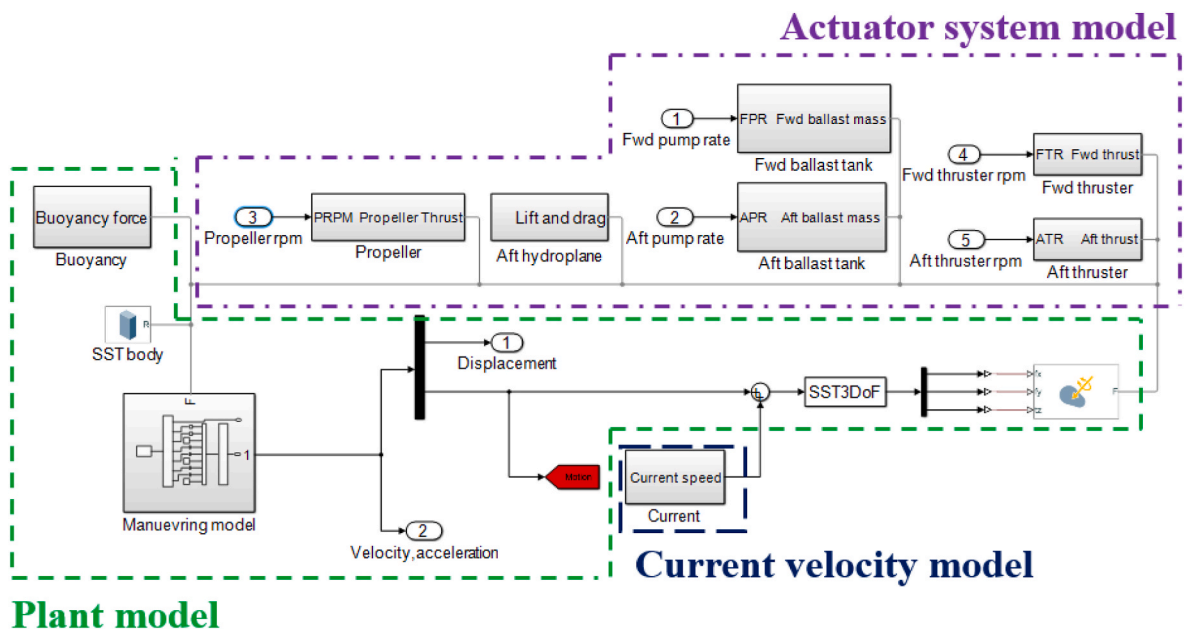 Actuator system model
1
FPR Fwd ballast mass
Fwd pump rate
Fwd ballast tank
4
FTR Fwd thrust
Fwd thruster rpm
Fwd thruster
Buoyancy force
Buoyancy
3
PRPM Propeller Thrust
Propeller rpm
Propeller
Lift and drag
Aft hydroplane
2
APR Aft ballast mass
Aft pump rate
Aft ballast tank
5
ATR Aft thrust
Aft thruster rpm
Aft thruster
R
SST body
1
Displacement
SST3DoF
fx
fy
tz
F
F
1
Manuevring model
Motion
2
Velocity, acceleration
Current speed
Current
Current velocity model
Plant model